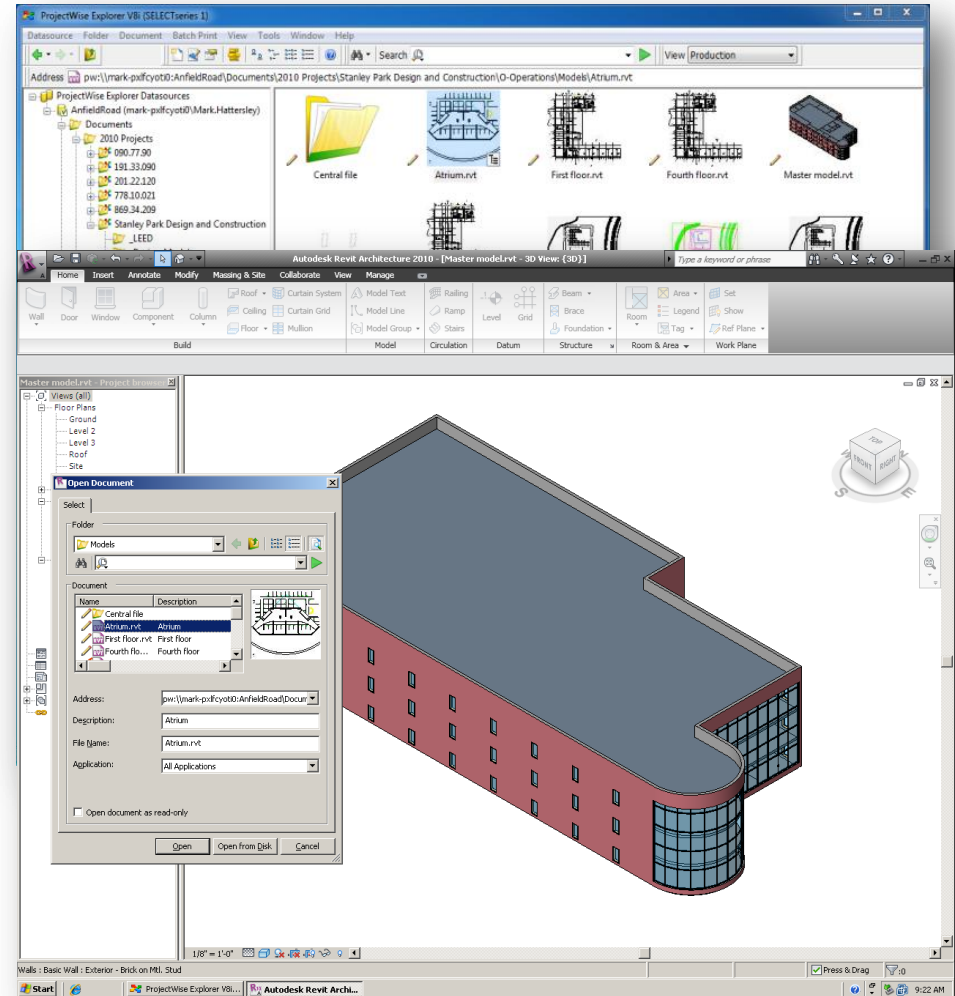 ProjectWise Explorer V8i (SELECTseries 1)
Datasource Folder Document Batch Print View Tools Window Help
Search View Production
Address pw:\\mark-pxlfcyoti0:AnfieldRoad\Documents\2010 Projects\Stanley Park Design and Construction\O-Operations\Models\Atrium.rvt
ProjectWise Explorer Datasources
AnfieldRoad (mark-pxlfcyoti0\Mark.Hattersley)
Documents
2010 Projects
090.77.90
191.33.090
201.22.120
778.10.021
869.34.209
Stanley Park Design and Construction
_LEED
Central file Atrium.rvt First floor.rvt Fourth floor.rvt Master model.rvt
Autodesk Revit Architecture 2010 - [Master model.rvt - 3D View: {3D}] Type a keyword or phrase
Home Insert Annotate Modify Massing & Site Collaborate View Manage
Roof Curtain System Model Text Railing Beam Area Set
Ceiling Curtain Grid Model Line Ramp Brace Legend Show
Wall Door Window Component Column Level Grid Room
Floor Mullion Model Group Stairs Foundation Tag Ref Plane
Build Model Circulation Datum Structure Room & Area Work Plane
Master model.rvt - Project browser
Views (all)
Floor Plans
Ground
Level 2
Level 3
Roof
Site
TOP
FRONT RIGHT
S E
Open Document
Select
Folder
Models
Document
Name Description
Central file
Atrium.rvt Atrium
First floor.rvt First floor
Fourth flo... Fourth floor
Address: pw:\\mark-pxlfcyoti0:AnfieldRoad\Docum
Description: Atrium
File Name: Atrium.rvt
Application: All Applications
Open document as read-only
Open Open from Disk Cancel
1/8" = 1'-0"
Walls : Basic Wall : Exterior - Brick on Mtl. Stud Press & Drag :0
Start ProjectWise Explorer V8i... Autodesk Revit Archi... 9:22 AM